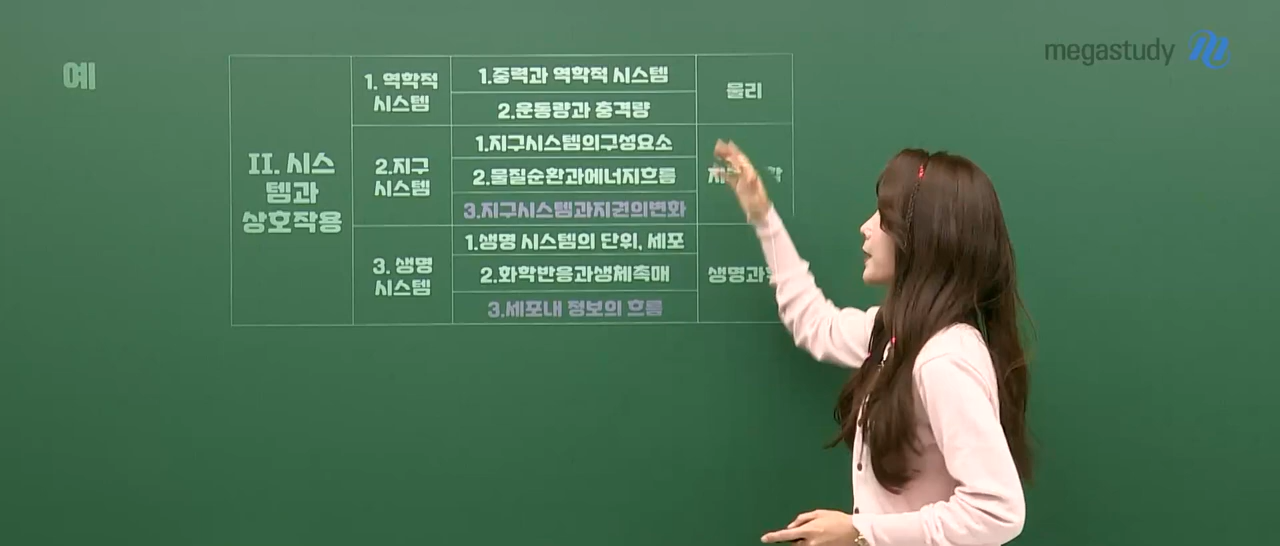 megastudy
예
II. 시스
템과
상호작용
1. 역학적
시스템
1.중력과 역학적 시스템
2.운동량과 충격량
물리
2.지구
시스템
1.지구시스템의구성요소
2.물질순환과에너지흐름
3.지구시스템과지권의변화
3. 생명
시스템
1.생명 시스템의 단위, 세포
2.화학반응과생체촉매
3.세포내 정보의 흐름